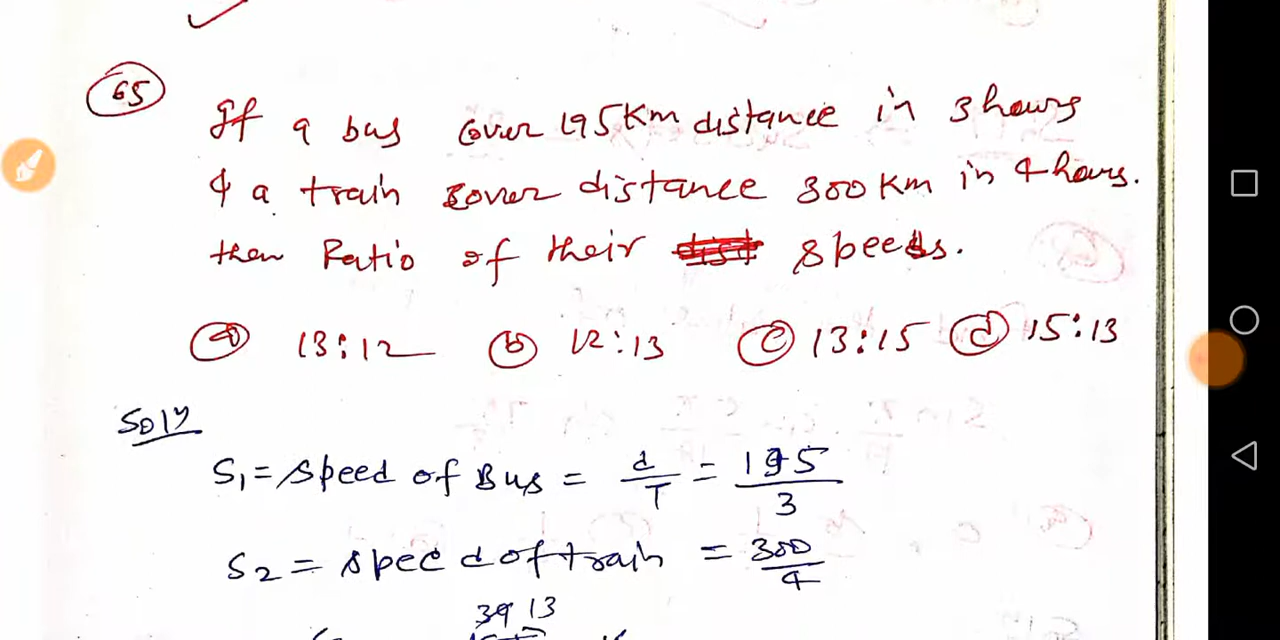 65
If a bus cover 195 Km distance in 3 hours
& a train cover distance 300 Km in 4 hours.
then Ratio of their speeds.
a 13:12 b 12:13 c 13:15 d 15:13
Soln
S1 = Speed of Bus = d/T = 195/3
S2 = speed of train = 300/4
39 13